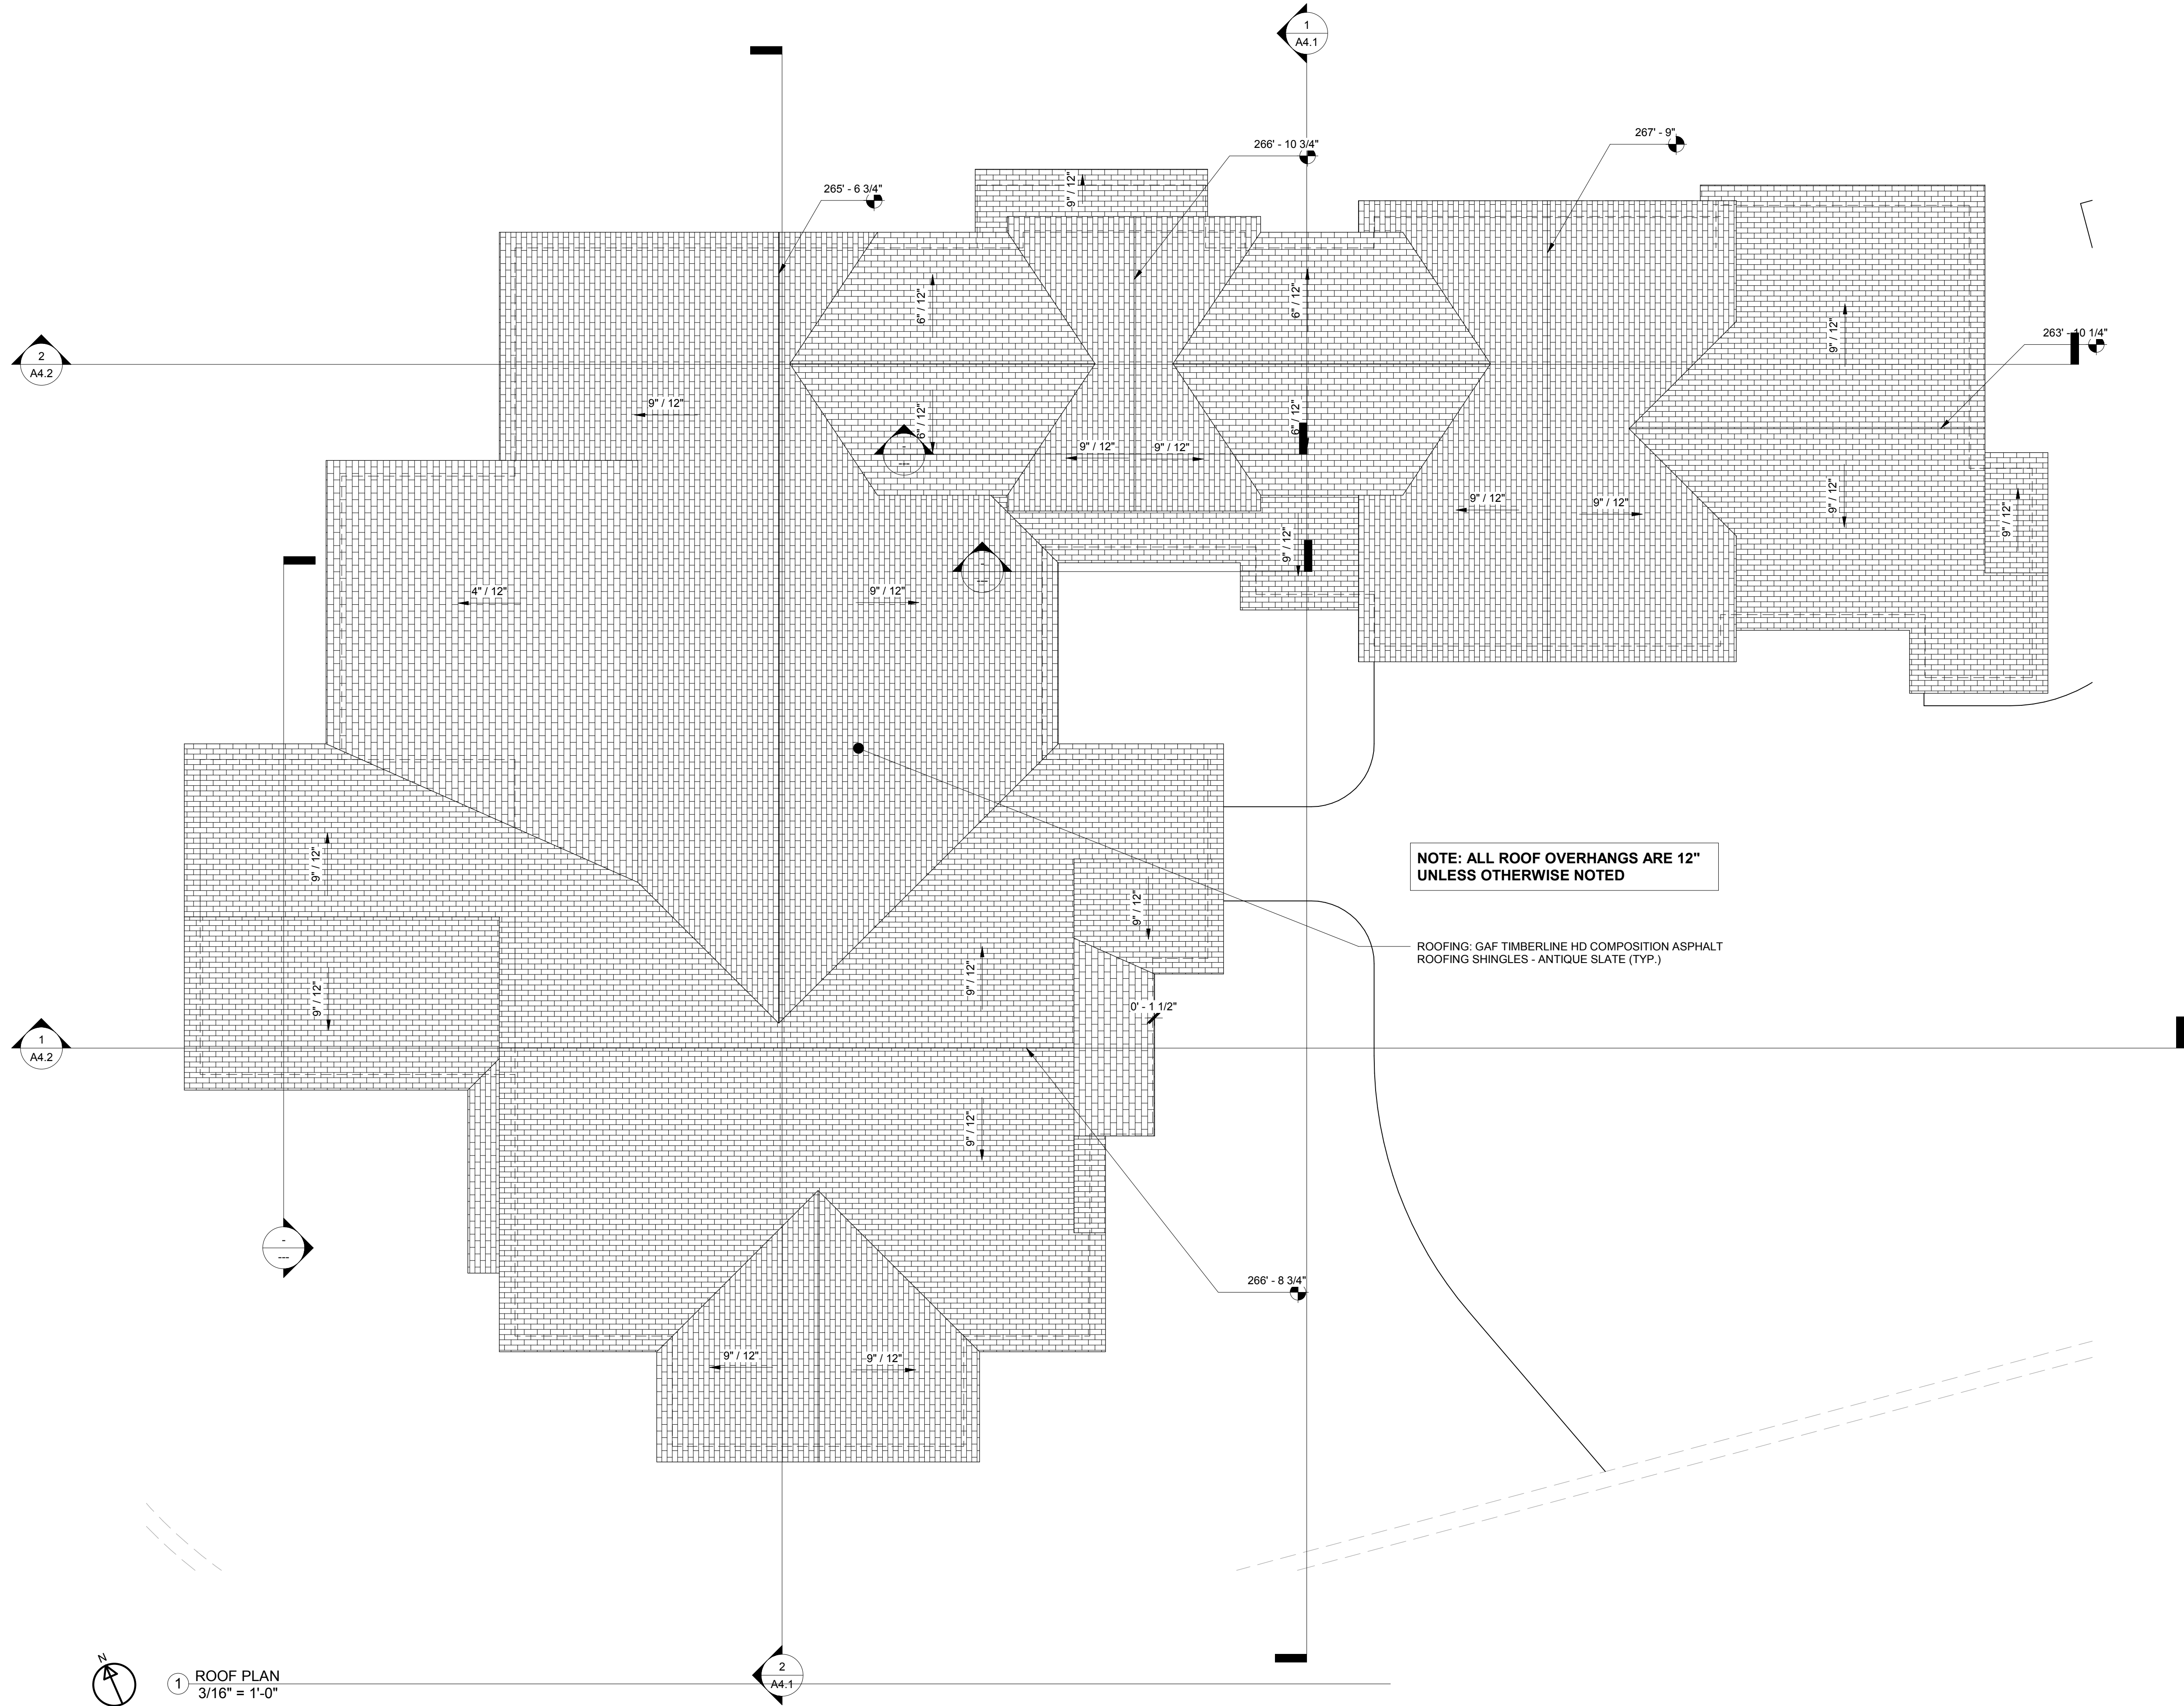 1
A4.1
266' - 10 3/4"
267' - 9"
265' - 6 3/4"
9" / 12"
6" / 12"
6" / 12"
9" / 12"
263' - 10 1/4"
2
A4.2
9" / 12"
6" / 12"
6" / 12"
-
---
9" / 12"
9" / 12"
9" / 12"
9" / 12"
9" / 12"
9" / 12"
9" / 12"
-
---
4" / 12"
9" / 12"
NOTE: ALL ROOF OVERHANGS ARE 12"
UNLESS OTHERWISE NOTED
9" / 12"
9" / 12"
ROOFING: GAF TIMBERLINE HD COMPOSITION ASPHALT
ROOFING SHINGLES - ANTIQUE SLATE (TYP.)
9" / 12"
9" / 12"
0' - 1 1/2"
1
A4.2
9" / 12"
-
---
266' - 8 3/4"
9" / 12"
9" / 12"
N
1
ROOF PLAN
3/16" = 1'-0"
2
A4.1